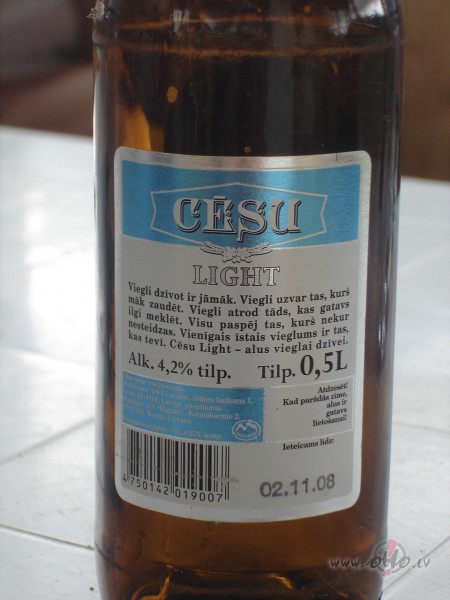 CĒSU
LIGHT
Viegli dzīvot ir jāmāk. Viegli uzvar tas, kurš
māk zaudēt. Viegli atrod tāds, kas gatavs
ilgi meklēt. Visu paspēj tas, kurš nekur
nesteidzas. Vienīgais īstais vieglums ir tas,
kas tevī. Cēsu Light – alus vieglai dzīvei.
Alk. 4,2% tilp. Tilp. 0,5L
Atdzesēt!
Kad parādās zīme,
alus ir
gatavs
lietošanai!
Ieteicams līdz:
4 750142 019007
02.11.08
www.o1lo.lv